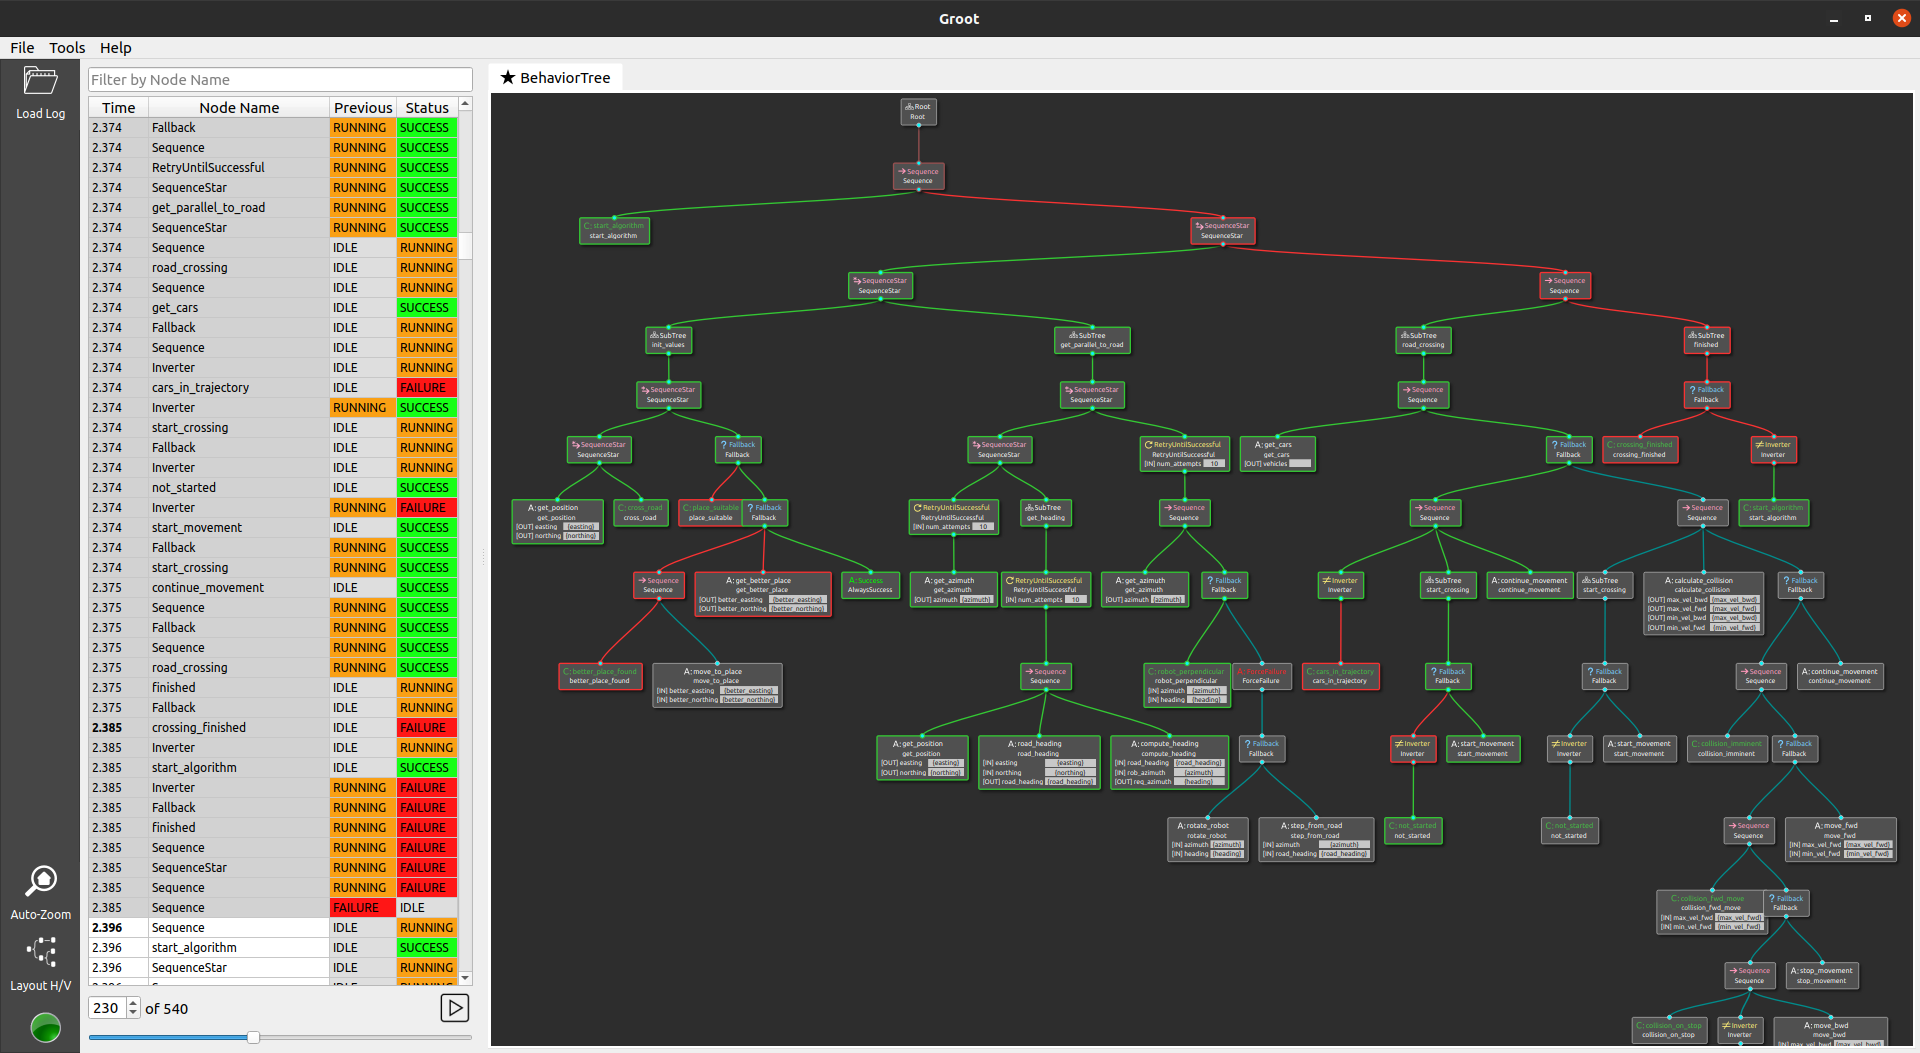 Groot
File Tools Help
Load Log
Filter by Node Name
Time Node Name Previous Status
2.374 Fallback RUNNING SUCCESS
2.374 Sequence RUNNING SUCCESS
2.374 RetryUntilSuccessful RUNNING SUCCESS
2.374 SequenceStar RUNNING SUCCESS
2.374 get_parallel_to_road RUNNING SUCCESS
2.374 SequenceStar RUNNING SUCCESS
2.374 Sequence IDLE RUNNING
2.374 road_crossing IDLE RUNNING
2.374 Sequence IDLE RUNNING
2.374 get_cars IDLE SUCCESS
2.374 Fallback IDLE RUNNING
2.374 Sequence IDLE RUNNING
2.374 Inverter IDLE RUNNING
2.374 cars_in_trajectory IDLE FAILURE
2.374 Inverter RUNNING SUCCESS
2.374 start_crossing IDLE RUNNING
2.374 Fallback IDLE RUNNING
2.374 Inverter IDLE RUNNING
2.374 not_started IDLE SUCCESS
2.374 Inverter RUNNING FAILURE
2.374 start_movement IDLE SUCCESS
2.374 Fallback RUNNING SUCCESS
2.374 start_crossing RUNNING SUCCESS
2.375 continue_movement IDLE SUCCESS
2.375 Sequence RUNNING SUCCESS
2.375 Fallback RUNNING SUCCESS
2.375 Sequence RUNNING SUCCESS
2.375 road_crossing RUNNING SUCCESS
2.375 finished IDLE RUNNING
2.375 Fallback IDLE RUNNING
2.385 crossing_finished IDLE FAILURE
2.385 Inverter IDLE RUNNING
2.385 start_algorithm IDLE SUCCESS
2.385 Inverter RUNNING FAILURE
2.385 Fallback RUNNING FAILURE
2.385 finished RUNNING FAILURE
2.385 Sequence RUNNING FAILURE
2.385 SequenceStar RUNNING FAILURE
2.385 Sequence RUNNING FAILURE
2.385 Sequence FAILURE IDLE
2.396 Sequence IDLE RUNNING
2.396 start_algorithm IDLE SUCCESS
2.396 SequenceStar IDLE RUNNING
Auto-Zoom
Layout H/V
230 of 540
★ BehaviorTree
Root
Root
Sequence
Sequence
C: start_algorithm
start_algorithm
SequenceStar
SequenceStar
SequenceStar
SequenceStar
Sequence
Sequence
SubTree
init_values
SubTree
get_parallel_to_road
SubTree
road_crossing
SubTree
finished
SequenceStar
SequenceStar
SequenceStar
SequenceStar
Sequence
Sequence
? Fallback
Fallback
SequenceStar
SequenceStar
? Fallback
Fallback
SequenceStar
SequenceStar
RetryUntilSuccessful
RetryUntilSuccessful
[IN] num_attempts 10
A: get_cars
get_cars
[OUT] vehicles
? Fallback
Fallback
C: crossing_finished
crossing_finished
Inverter
Inverter
A: get_position
get_position
[OUT] easting {easting}
[OUT] northing {northing}
C: cross_road
cross_road
C: place_suitable
place_suitable
? Fallback
Fallback
RetryUntilSuccessful
RetryUntilSuccessful
[IN] num_attempts 10
SubTree
get_heading
Sequence
Sequence
Sequence
Sequence
Sequence
Sequence
C: start_algorithm
start_algorithm
Sequence
Sequence
A: get_better_place
get_better_place
[OUT] better_easting {better_easting}
[OUT] better_northing {better_northing}
A: Success
AlwaysSuccess
A: get_azimuth
get_azimuth
[OUT] azimuth {azimuth}
RetryUntilSuccessful
RetryUntilSuccessful
[IN] num_attempts 10
A: get_azimuth
get_azimuth
[OUT] azimuth {azimuth}
? Fallback
Fallback
Inverter
Inverter
SubTree
start_crossing
A: continue_movement
continue_movement
SubTree
start_crossing
A: calculate_collision
calculate_collision
[OUT] max_vel_bwd {max_vel_bwd}
[OUT] max_vel_fwd {max_vel_fwd}
[OUT] min_vel_bwd {max_vel_bwd}
[OUT] min_vel_fwd {min_vel_fwd}
? Fallback
Fallback
C: better_place_found
better_place_found
A: move_to_place
move_to_place
[IN] better_easting {better_easting}
[IN] better_northing {better_northing}
Sequence
Sequence
C: robot_perpendicular
robot_perpendicular
[IN] azimuth {azimuth}
[IN] heading {heading}
A: ForceFailure
ForceFailure
C: cars_in_trajectory
cars_in_trajectory
? Fallback
Fallback
? Fallback
Fallback
Sequence
Sequence
A: continue_movement
continue_movement
A: get_position
get_position
[OUT] easting {easting}
[OUT] northing {northing}
A: road_heading
road_heading
[IN] easting {easting}
[IN] northing {northing}
[OUT] road_heading {road_heading}
A: compute_heading
compute_heading
[IN] road_heading {road_heading}
[IN] rob_azimuth {azimuth}
[OUT] req_azimuth {heading}
? Fallback
Fallback
Inverter
Inverter
A: start_movement
start_movement
Inverter
Inverter
A: start_movement
start_movement
C: collision_imminent
collision_imminent
? Fallback
Fallback
A: rotate_robot
rotate_robot
[IN] azimuth {azimuth}
[IN] heading {heading}
A: step_from_road
step_from_road
[IN] azimuth {azimuth}
[IN] road_heading {road_heading}
C: not_started
not_started
C: not_started
not_started
Sequence
Sequence
A: move_fwd
move_fwd
[IN] max_vel_fwd {max_vel_fwd}
[IN] min_vel_fwd {min_vel_fwd}
C: collision_fwd_move
collision_fwd_move
[IN] max_vel_fwd {max_vel_fwd}
[IN] min_vel_fwd {min_vel_fwd}
? Fallback
Fallback
Sequence
Sequence
A: stop_movement
stop_movement
C: collision_on_stop
collision_on_stop
Inverter
Inverter
A: move_bwd
move_bwd